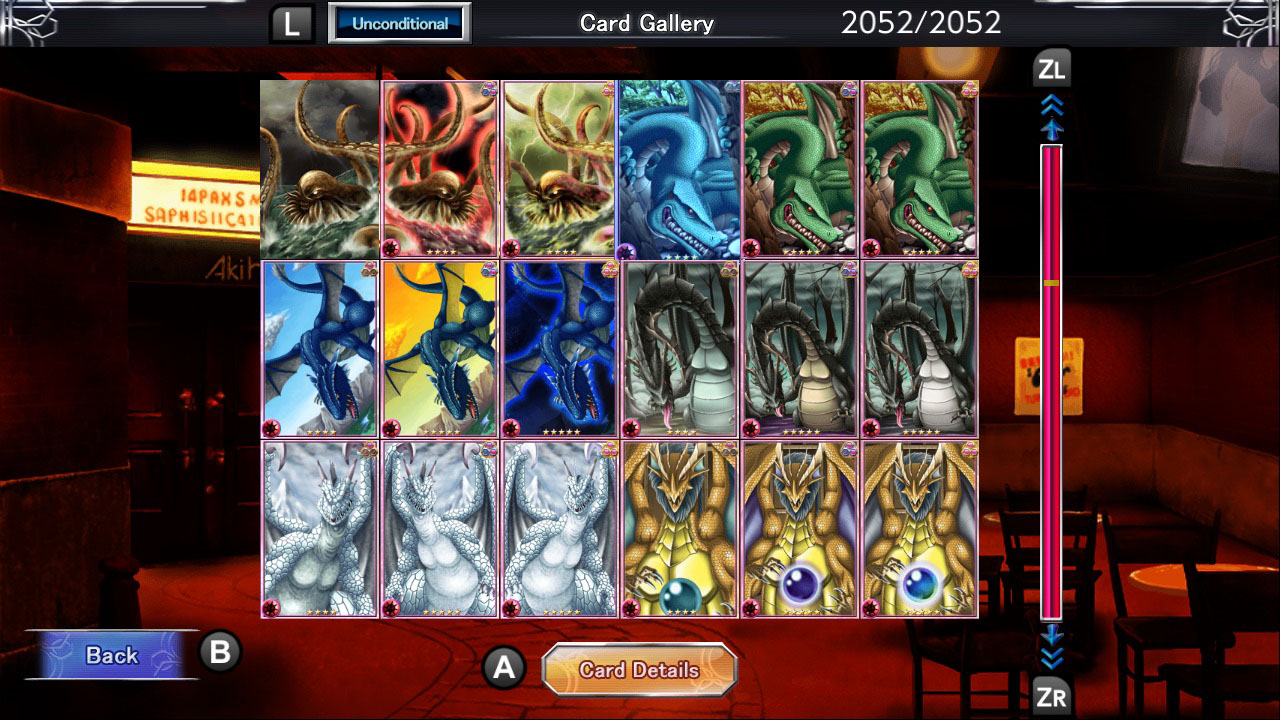 L
Unconditional
Card Gallery
2052/2052
ZL
Back
B
A
Card Details
ZR